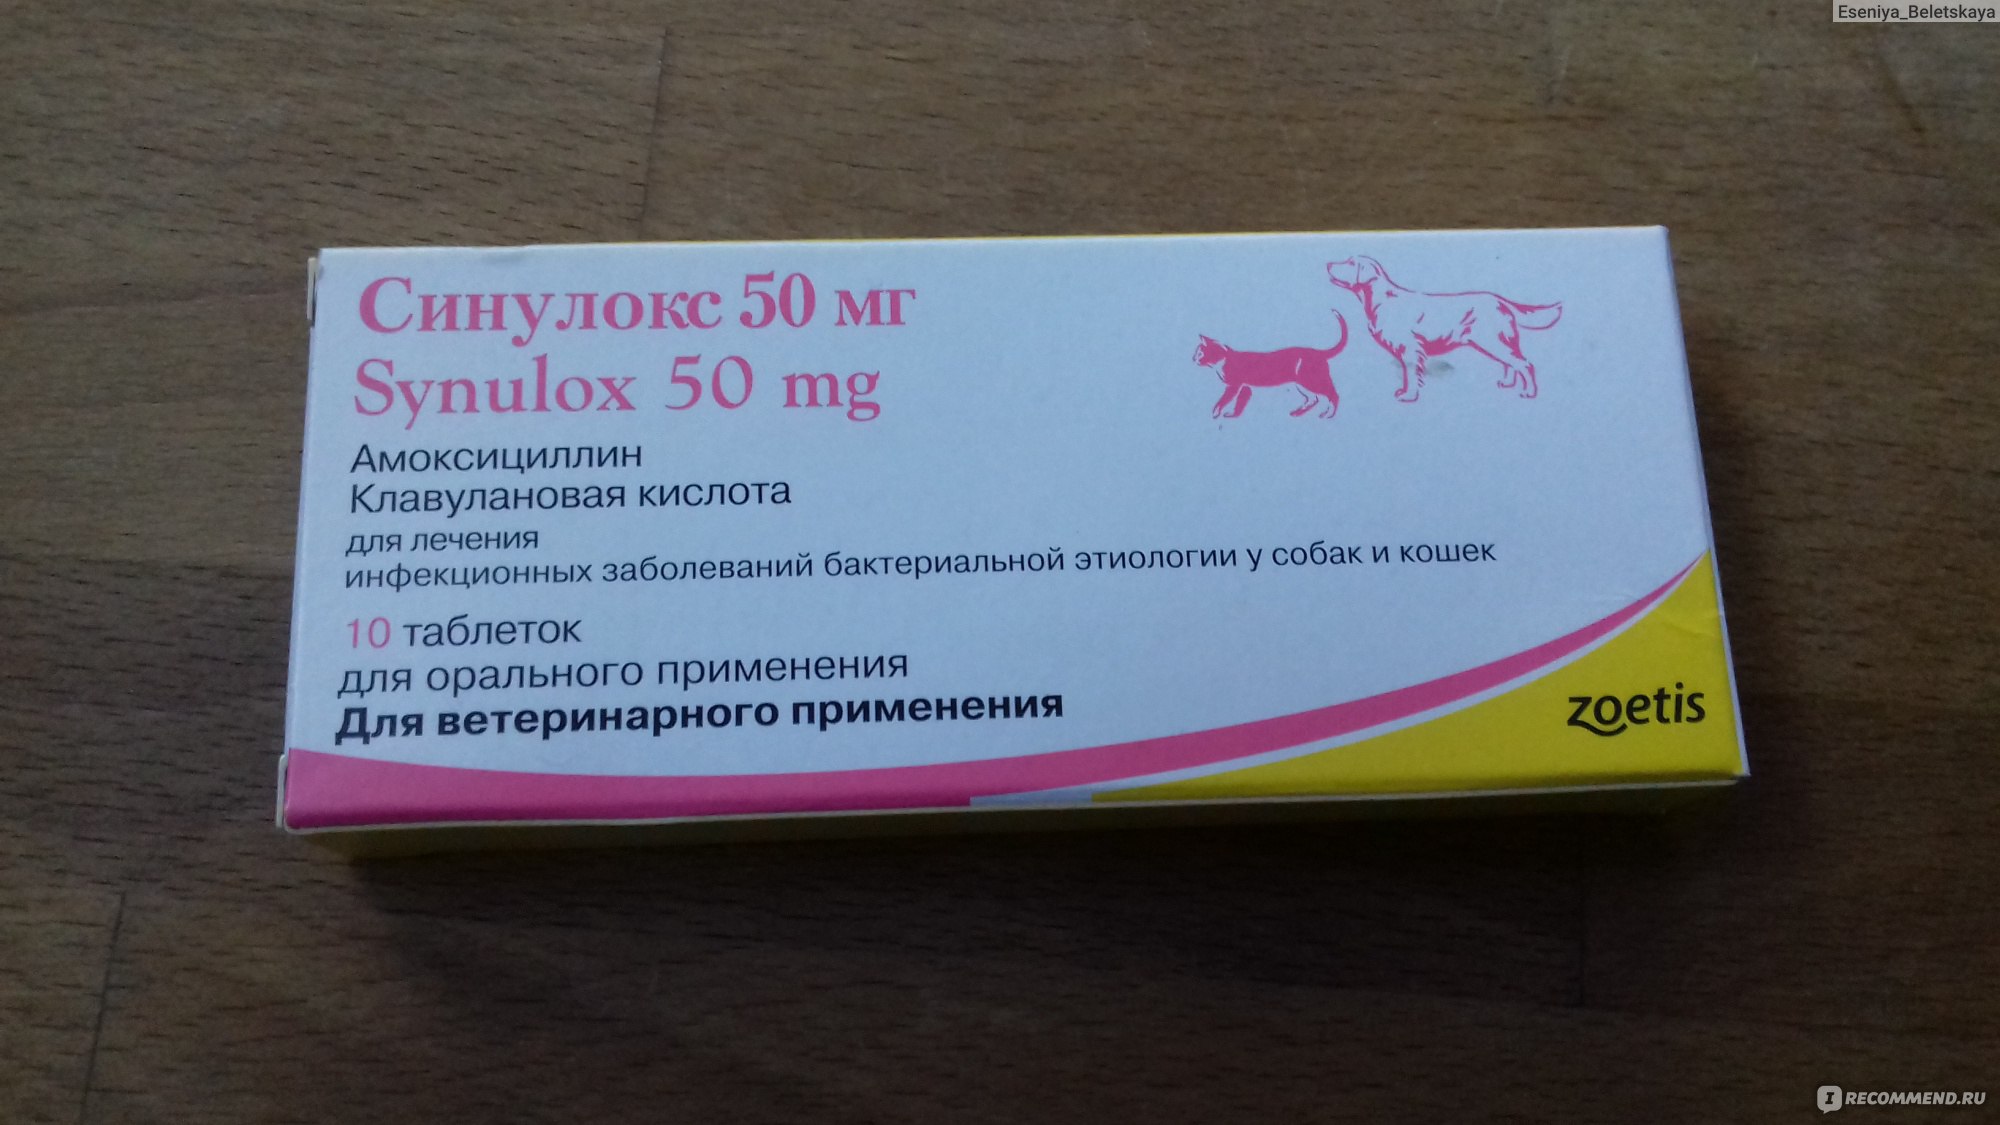 Eseniya_Beletskaya
Синулокс 50 мг
Synulox 50 mg
Амоксициллин
Клавулановая кислота
для лечения
инфекционных заболеваний бактериальной этиологии у собак и кошек
10 таблеток
для орального применения
Для ветеринарного применения
zoetis
I RECOMMEND.RU